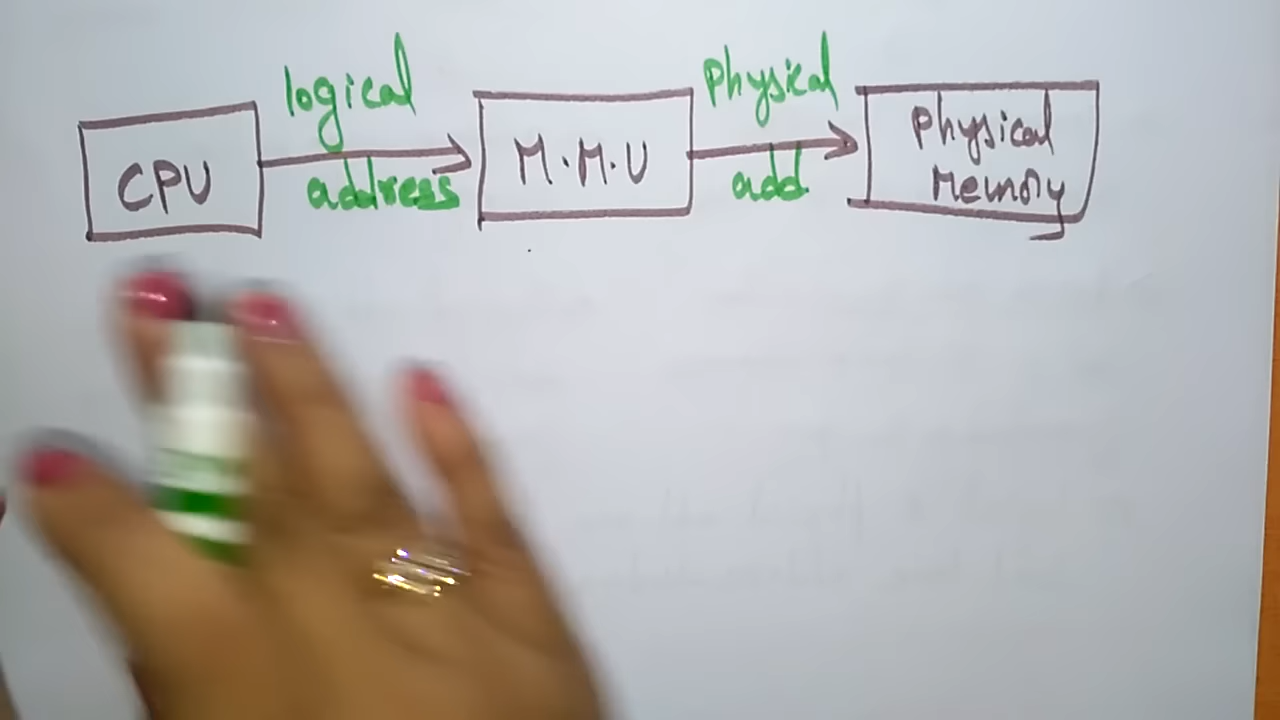 logical
address
physical
add.
CPU
M.M.U
physical
Memory